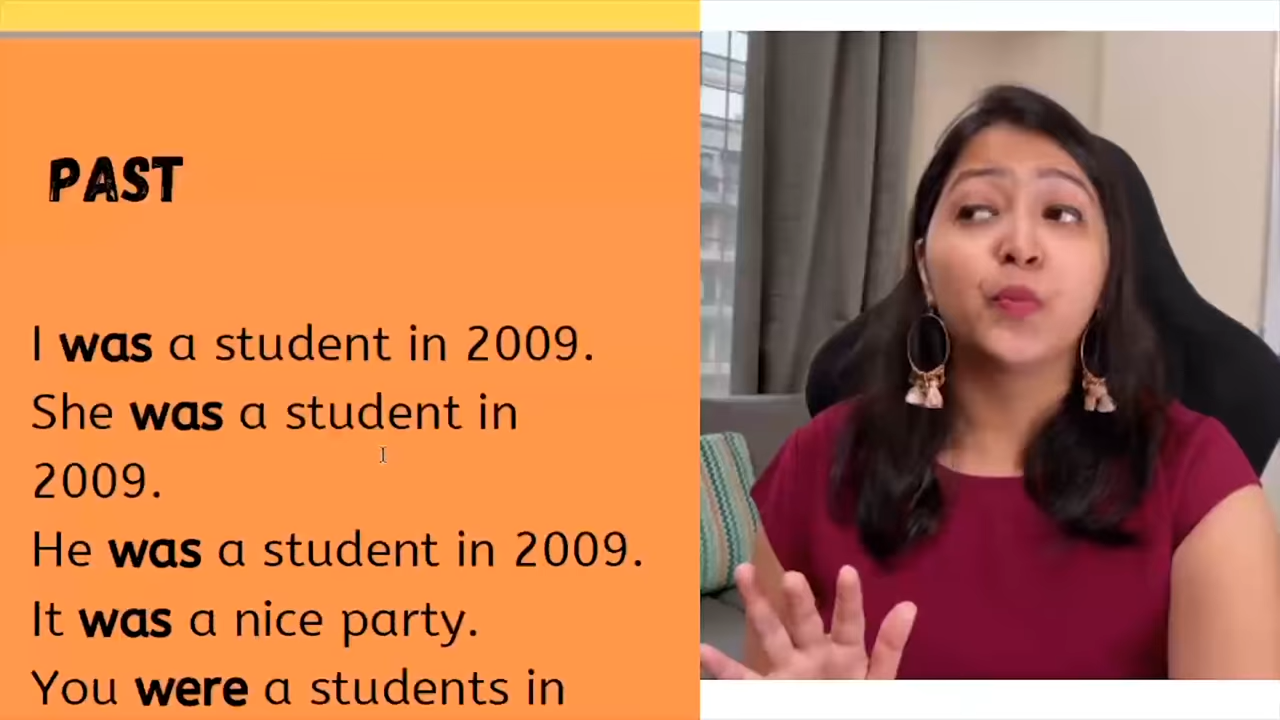 PAST
I was a student in 2009.
She was a student in
2009.
He was a student in 2009.
It was a nice party.
You were a students in